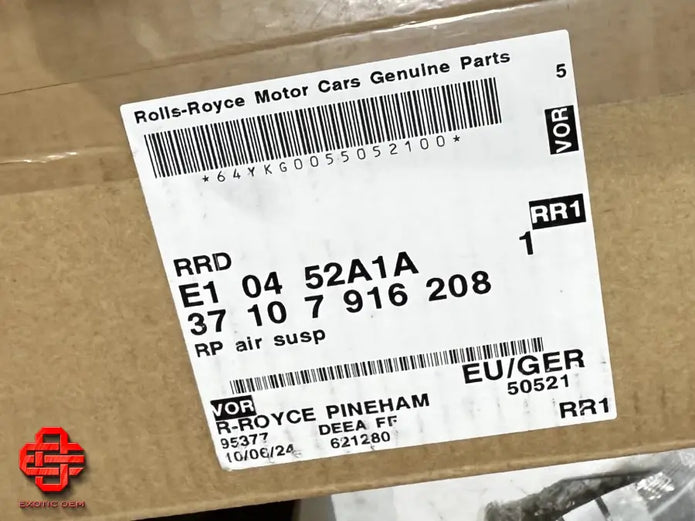 Rolls-Royce Motor Cars Genuine Parts
5
*64YKG0055052100*
VOR
RR1
RRD
1
E1 04 52A1A
37 10 7 916 208
RP air susp
EU/GER
50521
VOR
R-ROYCE PINEHAM
RR1
95377 DEEA FF
10/06/24 621280
EXOTIC OEM